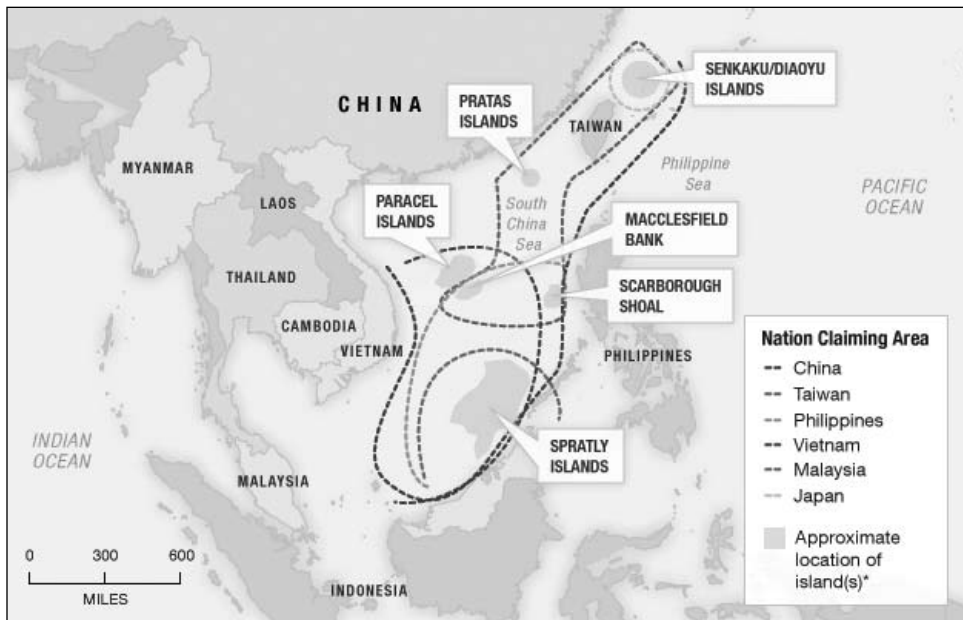 CHINA
SENKAKU/DIAOYU
ISLANDS
PRATAS
ISLANDS
TAIWAN
MYANMAR
Philippine
Sea
PACIFIC
OCEAN
LAOS
PARACEL
ISLANDS
South
China
Sea
MACCLESFIELD
BANK
THAILAND
SCARBOROUGH
SHOAL
CAMBODIA
VIETNAM
PHILIPPINES
Nation Claiming Area
China
Taiwan
Philippines
Vietnam
Malaysia
Japan
Approximate
location of
island(s)*
INDIAN
OCEAN
SPRATLY
ISLANDS
MALAYSIA
0 300 600
MILES
INDONESIA